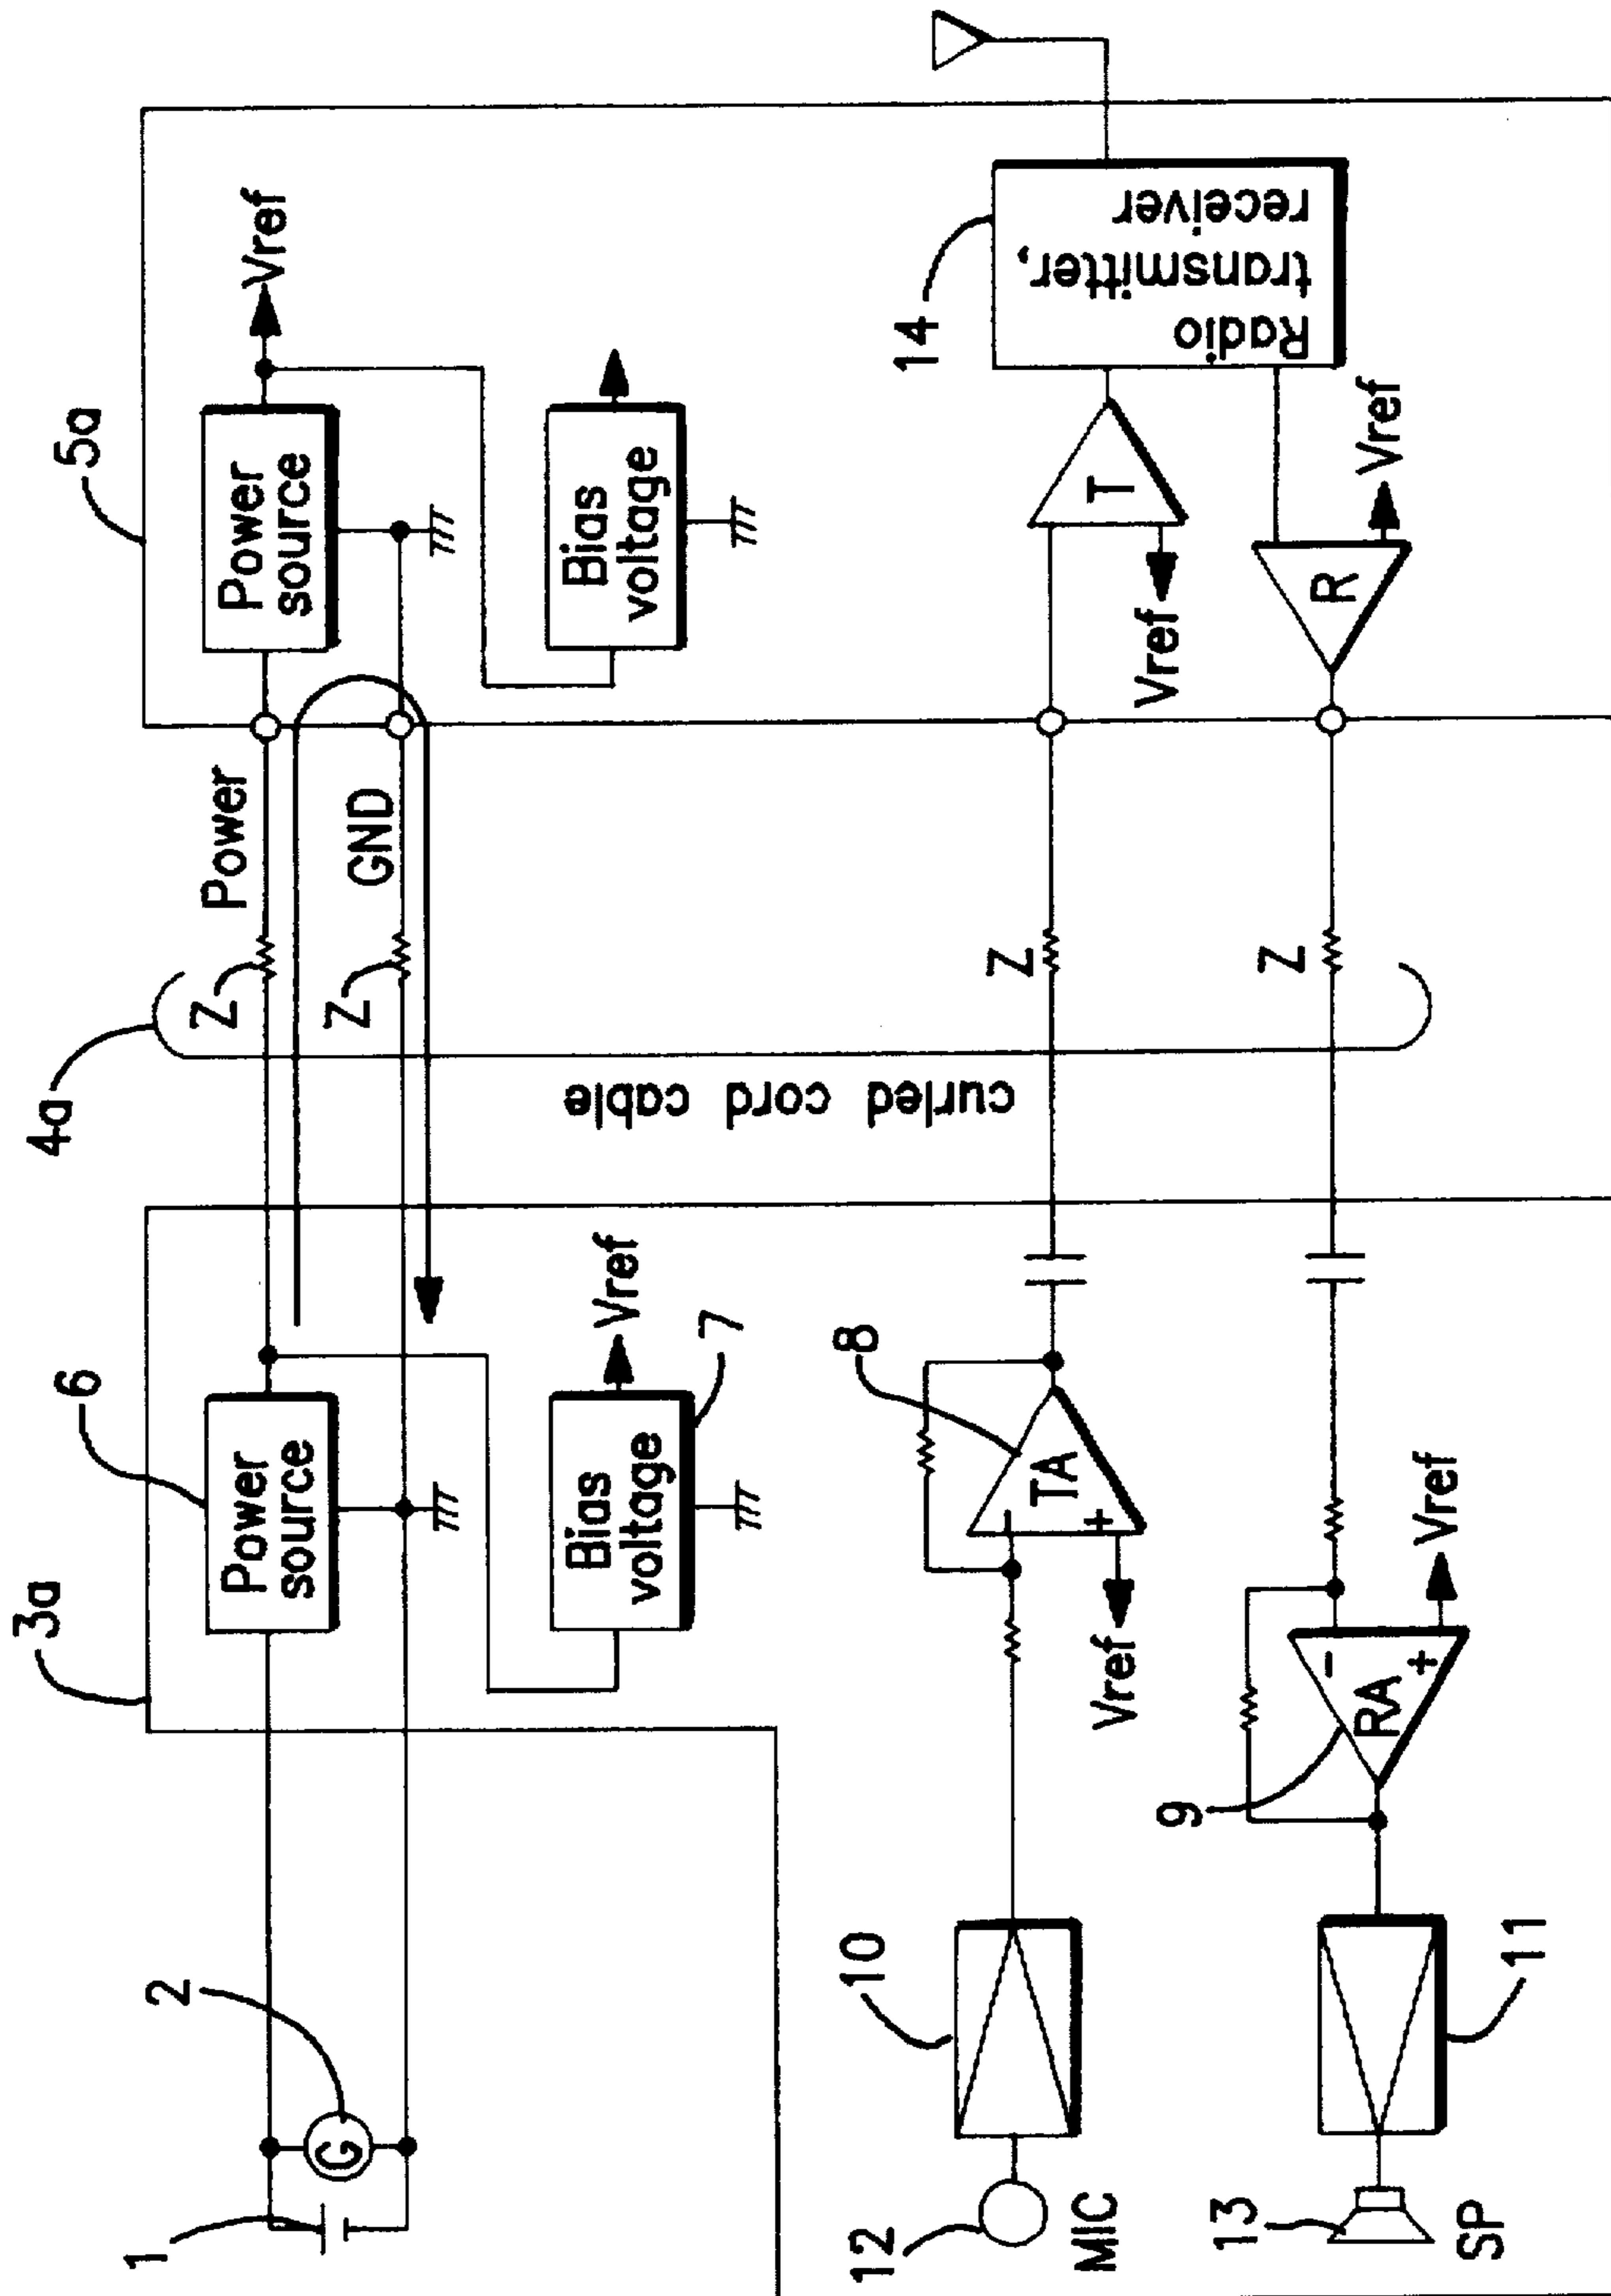 3a
4a
5a
6
Power
source
Power
Power
source
Vref
Z
1
2
G
Z
GND
Bias
voltage
Vref
7
Bias
voltage
curled cord cable
8
14
12
MIC
10
-
TA
+
Vref
Z
T
Vref
Radio
transmitter,
receiver
9
13
SP
11
RA
-
+
Vref
Z
R
Vref